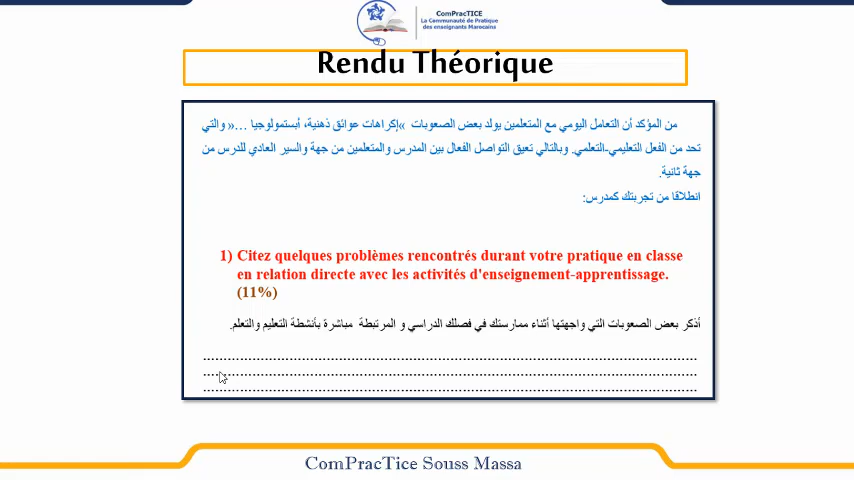 ComPracTICE
La Communauté de Pratique
des enseignants Marocains
Rendu Théorique
من المؤكد أن التعامل اليومي مع المتعلمين يولد بعض الصعوبات »إكراهات عوائق ذهنية، أبستمولوجيا ...« والتي
تحد من الفعل التعليمي-التعلمي. وبالتالي تعيق التواصل الفعال بين المدرس والمتعلمين من جهة والسير العادي للدرس من
جهة ثانية.
انطلاقا من تجربتك كمدرس:
1) Citez quelques problèmes rencontrés durant votre pratique en classe
en relation directe avec les activités d'enseignement-apprentissage.
(11%)
أذكر بعض الصعوبات التي واجهتها أثناء ممارستك في فصلك الدراسي و المرتبطة مباشرة بأنشطة التعليم والتعلم.
ComPracTice Souss Massa